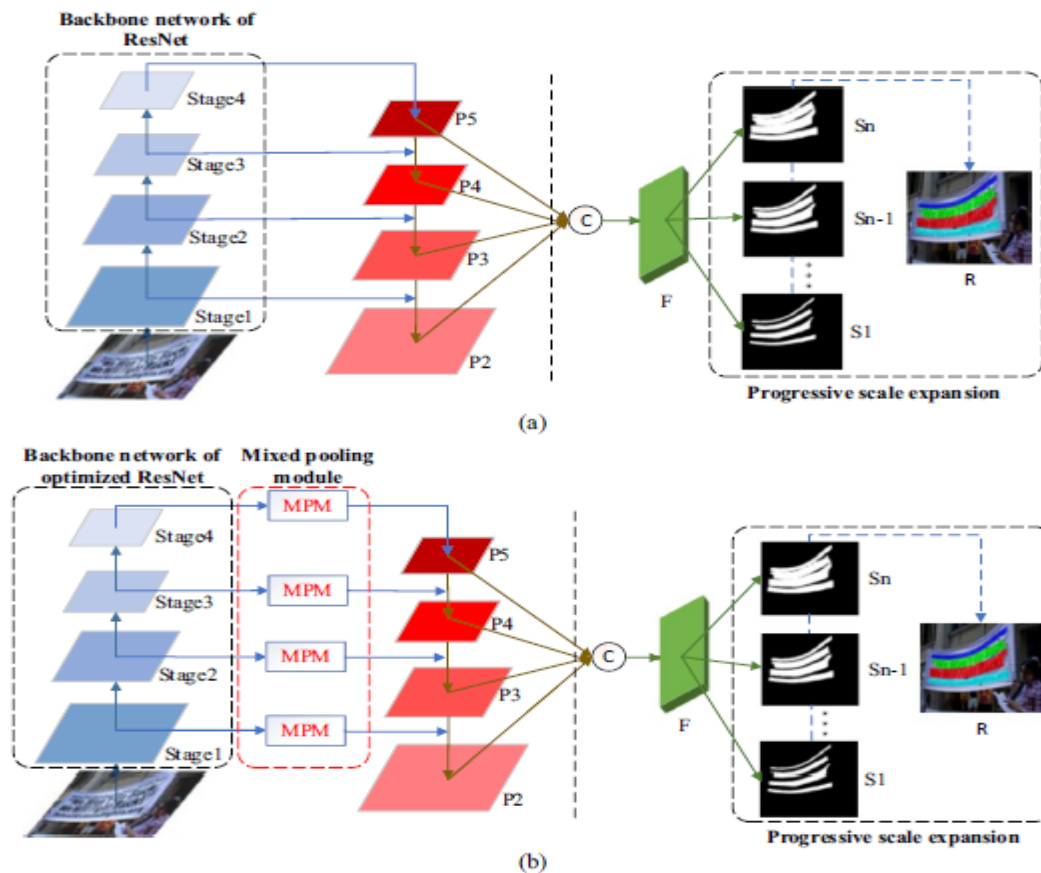 Backbone network of
ResNet
Stage4
Stage3
Stage2
Stage1
P5
P4
P3
P2
C
F
Sn
Sn-1
S1
R
Progressive scale expansion
(a)
Backbone network of
optimized ResNet
Mixed pooling
module
Stage4
MPM
Stage3
MPM
Stage2
MPM
Stage1
MPM
P5
P4
P3
P2
C
F
Sn
Sn-1
S1
R
Progressive scale expansion
(b)